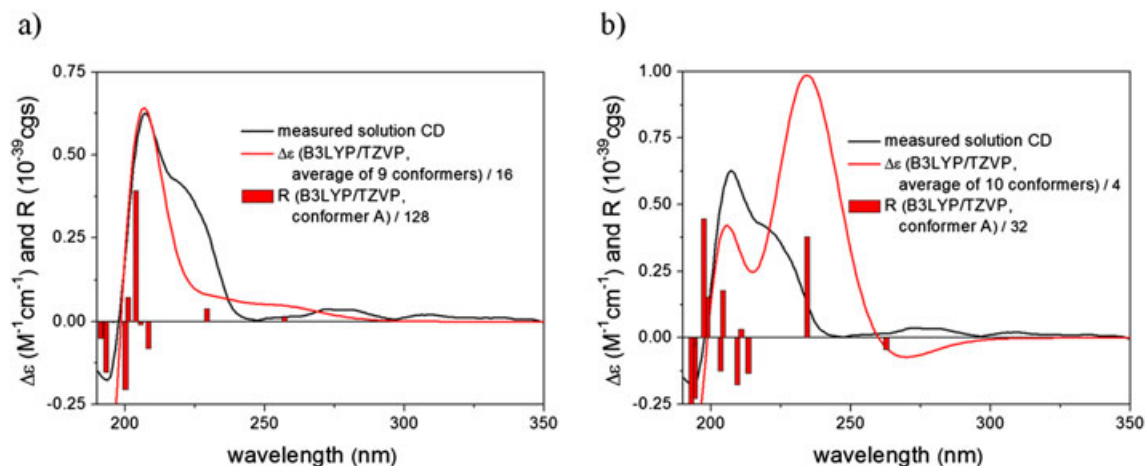 a)
Δε (M⁻¹cm⁻¹) and R (10⁻³⁹cgs)
0.75
0.50
0.25
0.00
-0.25
measured solution CD
Δε (B3LYP/TZVP,
average of 9 conformers) / 16
R (B3LYP/TZVP,
conformer A) / 128
200 250 300 350
wavelength (nm)
b)
Δε (M⁻¹cm⁻¹) and R (10⁻³⁹cgs)
1.00
0.75
0.50
0.25
0.00
-0.25
measured solution CD
Δε (B3LYP/TZVP,
average of 10 conformers) / 4
R (B3LYP/TZVP,
conformer A) / 32
200 250 300 350
wavelength (nm)